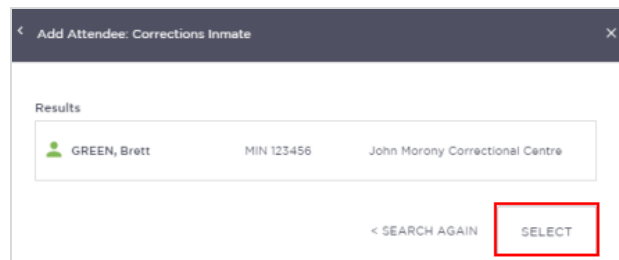 < Add Attendee: Corrections Inmate ×
Results
GREEN, Brett MIN 123456 John Morony Correctional Centre
< SEARCH AGAIN SELECT